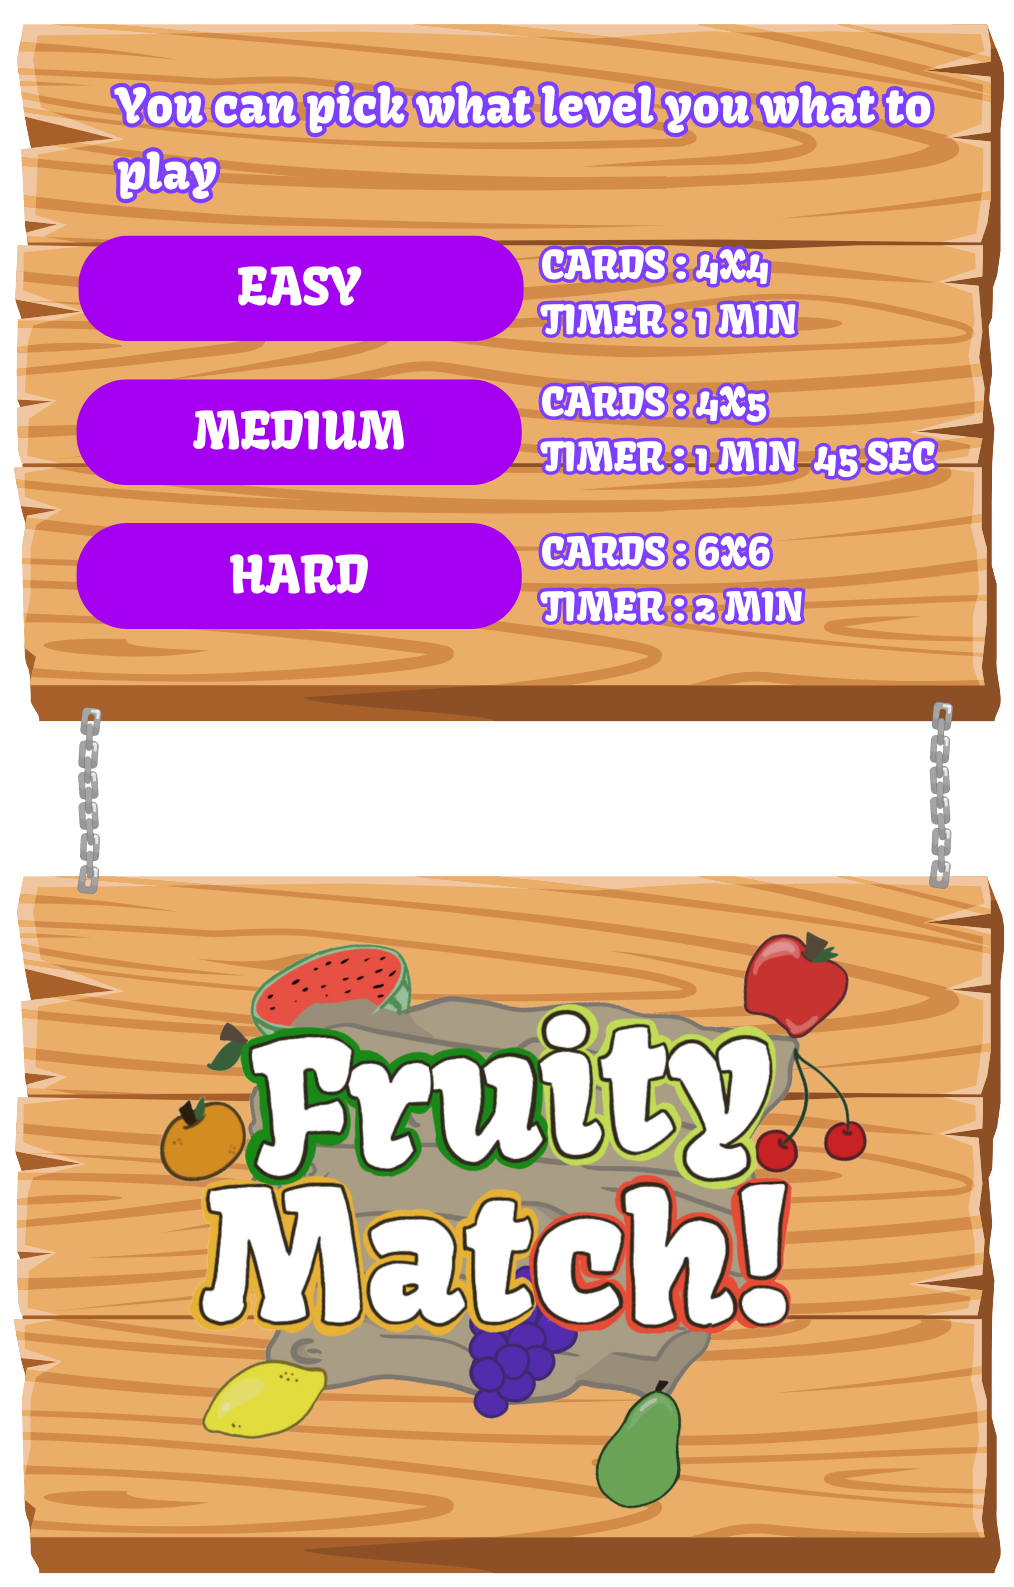 You can pick what level you what to
play
EASY
CARDS : 4X4
TIMER : 1 MIN
MEDIUM
CARDS : 4X5
TIMER : 1 MIN 45 SEC
HARD
CARDS : 6X6
TIMER : 2 MIN
Fruity
Match!